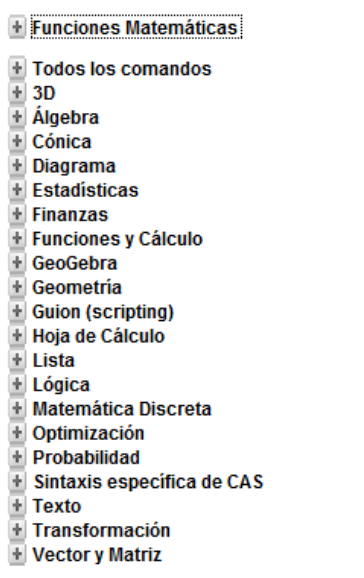 Funciones Matemáticas
Todos los comandos
3D
Álgebra
Cónica
Diagrama
Estadísticas
Finanzas
Funciones y Cálculo
GeoGebra
Geometría
Guion (scripting)
Hoja de Cálculo
Lista
Lógica
Matemática Discreta
Optimización
Probabilidad
Sintaxis específica de CAS
Texto
Transformación
Vector y Matriz